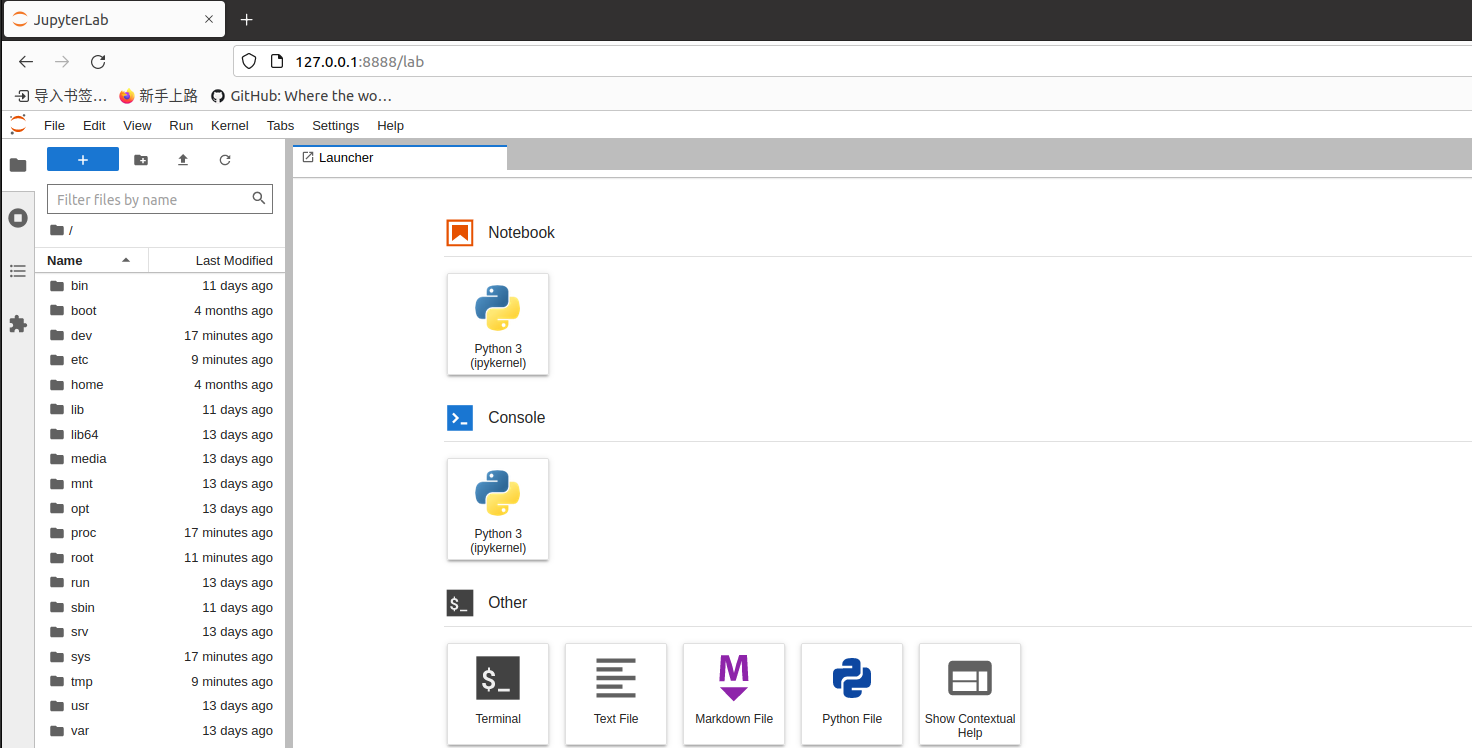 JupyterLab
127.0.0.1:8888/lab
导入书签… 新手上路 GitHub: Where the wo…
File Edit View Run Kernel Tabs Settings Help
+
Launcher
Filter files by name
/
Name Last Modified
bin 11 days ago
boot 4 months ago
dev 17 minutes ago
etc 9 minutes ago
home 4 months ago
lib 11 days ago
lib64 13 days ago
media 13 days ago
mnt 13 days ago
opt 13 days ago
proc 17 minutes ago
root 11 minutes ago
run 13 days ago
sbin 11 days ago
srv 13 days ago
sys 17 minutes ago
tmp 9 minutes ago
usr 13 days ago
var 13 days ago
Notebook
Python 3
(ipykernel)
Console
Python 3
(ipykernel)
$_ Other
$_
M
Terminal
Text File
Markdown File
Python File
Show Contextual
Help